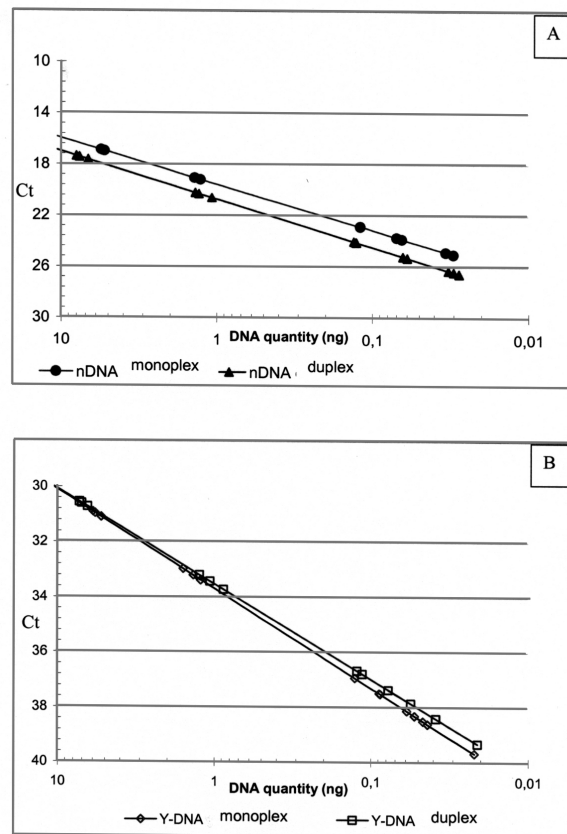 A
10
14
18
Ct
22
26
30
10 1 0,1 0,01
DNA quantity (ng)
nDNA monoplex nDNA duplex
B
30
32
34
Ct
36
38
40
10 1 0,1 0,01
DNA quantity (ng)
Y-DNA monoplex Y-DNA duplex